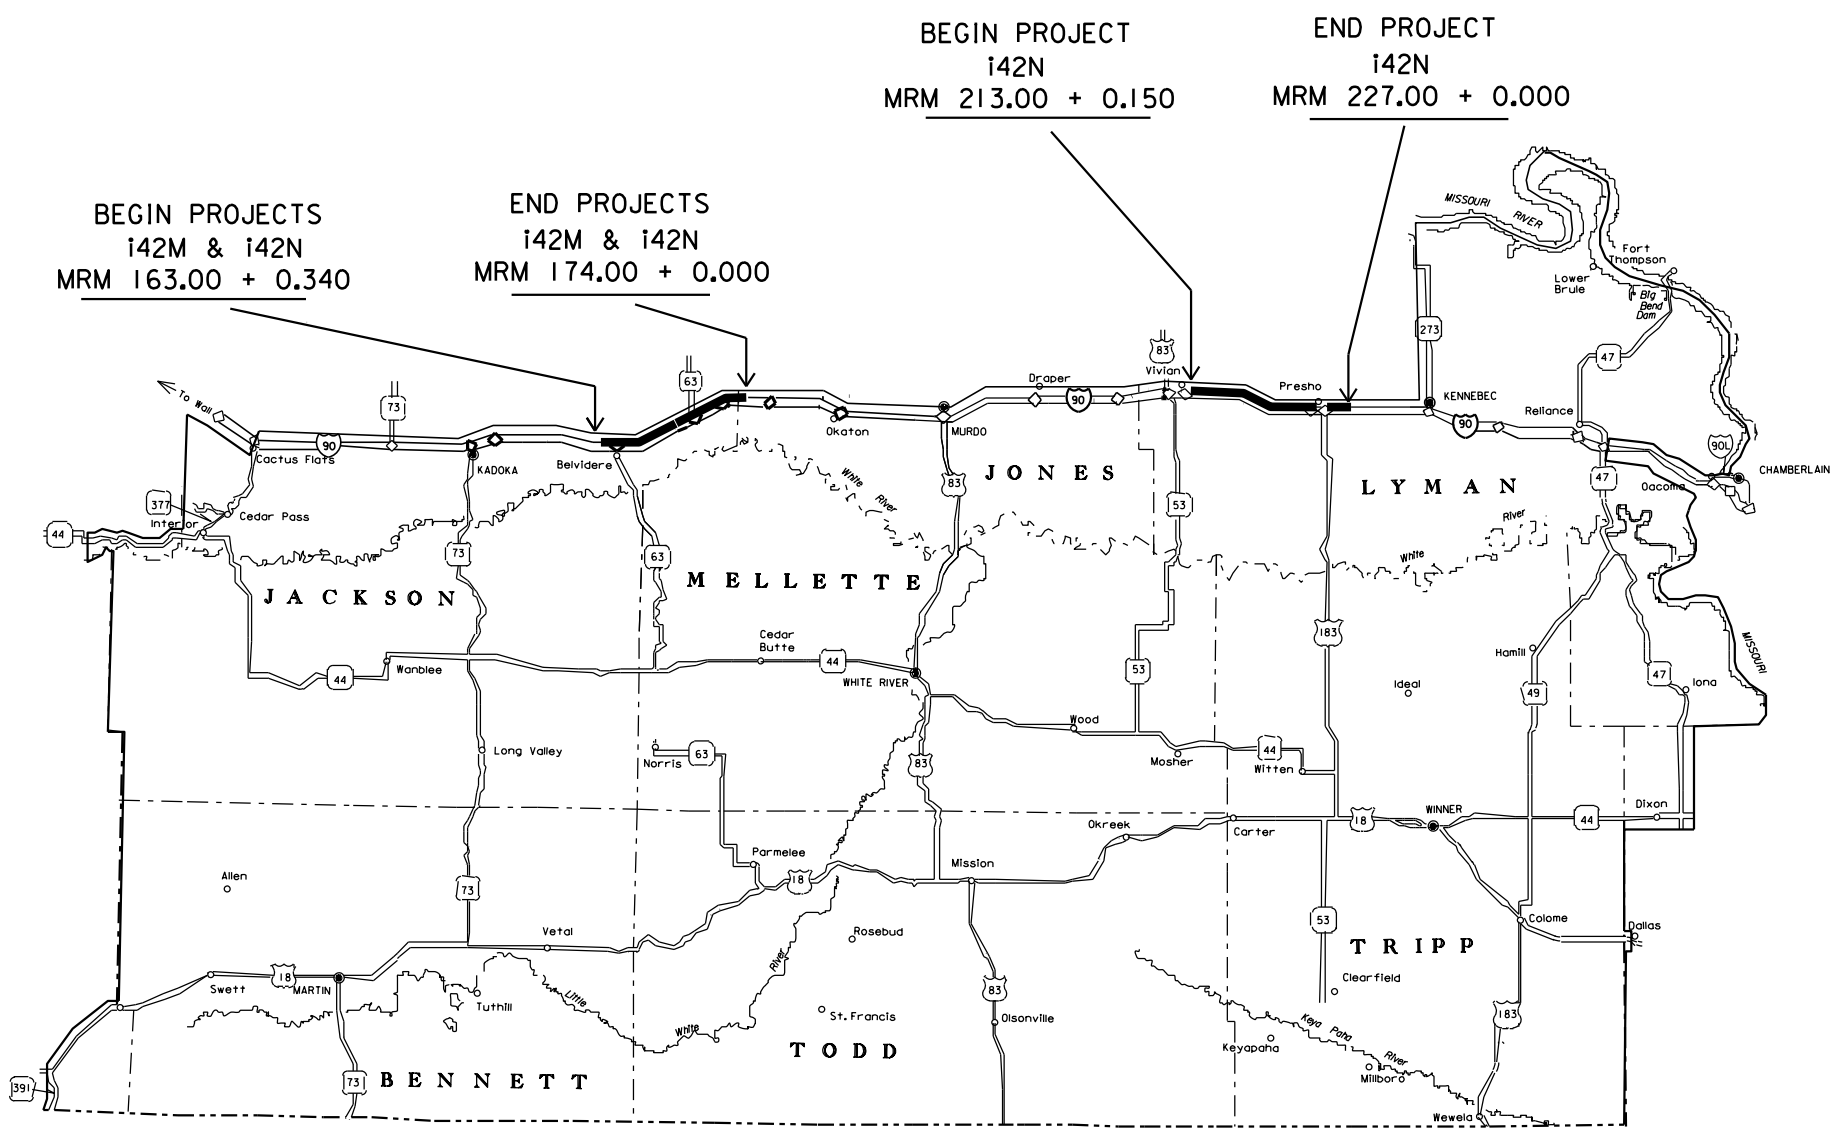 BEGIN PROJECT
i42N
MRM 213.00 + 0.150
END PROJECT
i42N
MRM 227.00 + 0.000
BEGIN PROJECTS
i42M & i42N
MRM 163.00 + 0.340
END PROJECTS
i42M & i42N
MRM 174.00 + 0.000
MISSOURI
RIVER
Fort
Thompson
Lower
Brule
Big
Bend
Dam
273
47
83
Vivian
63
73
To Wall
Draper
90
Presho
KENNEBEC
Reliance
90
90L
90
Okaton
MURDO
Cactus Flats
KADOKA
Belvidere
CHAMBERLAIN
Oacoma
47
JONES
LYMAN
White
River
83
53
377
Interior
Cedar Pass
44
73
63
River
White
JACKSON
MELLETTE
183
Cedar
Butte
44
Wanblee
44
WHITE RIVER
53
Hamill
MISSOURI
47
Iona
49
Ideal
Wood
Long Valley
Norris
63
83
Mosher
44
Witten
Okreek
Carter
18
WINNER
44
Dixon
Parmelee
18
Mission
Allen
73
Vetal
Rosebud
53
Colome
Dallas
TRIPP
Swett
18
MARTIN
Tuthill
Little
White
River
St. Francis
83
Olsonville
Clearfield
183
Keya Paha
River
Keyapaha
Millboro
TODD
391
73
BENNETT
Wewela